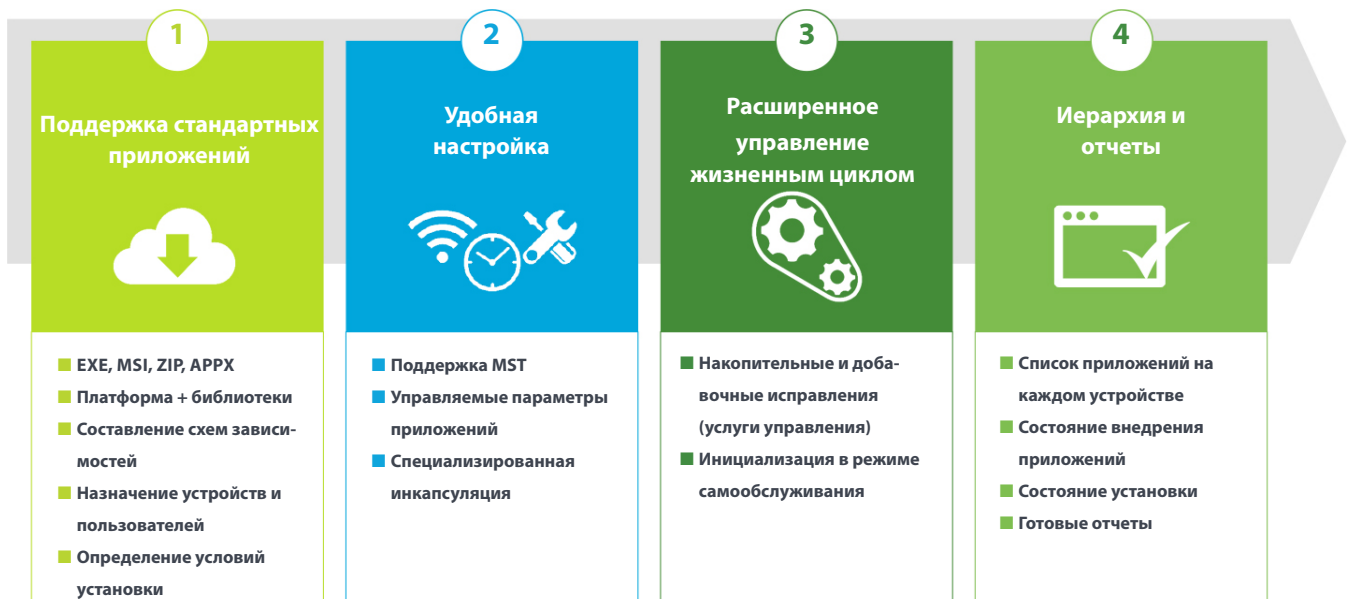 1
Поддержка стандартных
приложений
EXE, MSI, ZIP, APPX
Платформа + библиотеки
Составление схем зависи-
мостей
Назначение устройств и
пользователей
Определение условий
установки
2
Удобная
настройка
Поддержка MST
Управляемые параметры
приложений
Специализированная
инкапсуляция
3
Расширенное
управление
жизненным циклом
Накопительные и доба-
вочные исправления
(услуги управления)
Инициализация в режиме
самообслуживания
4
Иерархия и
отчеты
Список приложений на
каждом устройстве
Состояние внедрения
приложений
Состояние установки
Готовые отчеты